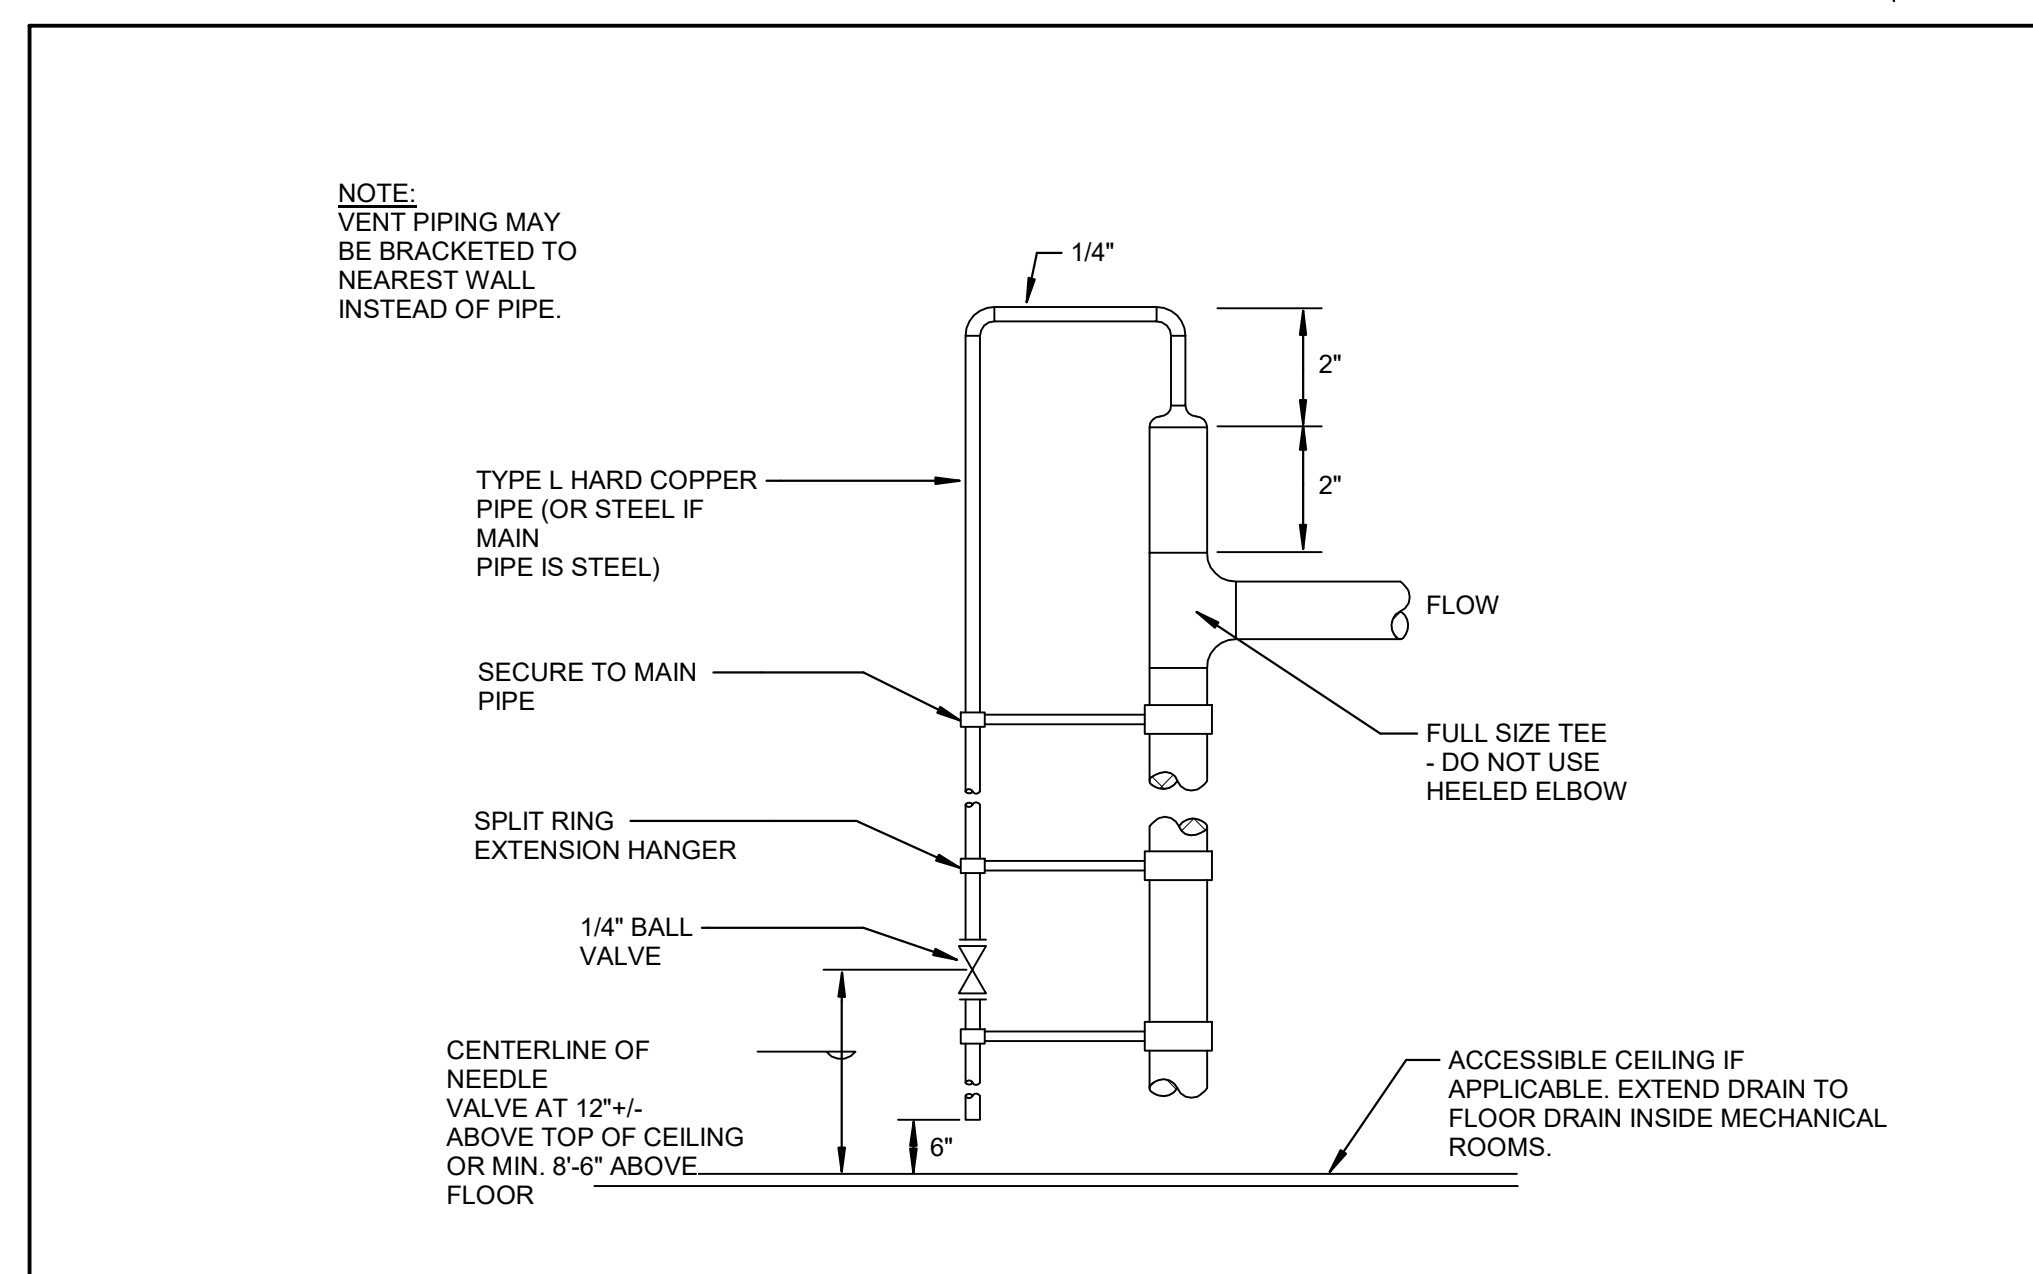 NOTE:
VENT PIPING MAY
BE BRACKETED TO
NEAREST WALL
INSTEAD OF PIPE.
1/4"
2"
TYPE L HARD COPPER
PIPE (OR STEEL IF
MAIN
PIPE IS STEEL)
2"
FLOW
SECURE TO MAIN
PIPE
FULL SIZE TEE
- DO NOT USE
HEELED ELBOW
SPLIT RING
EXTENSION HANGER
1/4" BALL
VALVE
CENTERLINE OF
NEEDLE
VALVE AT 12"+/-
ABOVE TOP OF CEILING
OR MIN. 8'-6" ABOVE
FLOOR
6"
ACCESSIBLE CEILING IF
APPLICABLE. EXTEND DRAIN TO
FLOOR DRAIN INSIDE MECHANICAL
ROOMS.